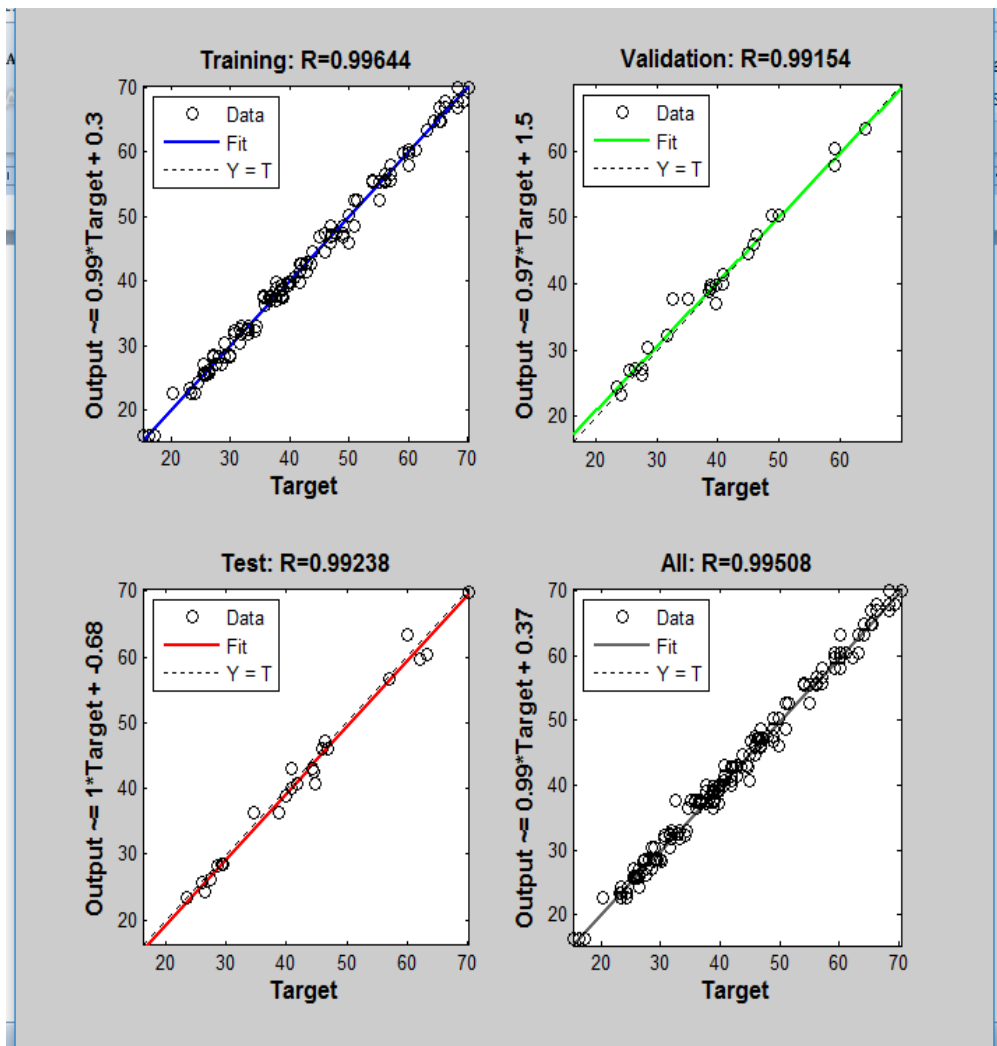 Training: R=0.99644
Output ~= 0.99*Target + 0.3
Data
Fit
Y = T
70
60
50
40
30
20
20 30 40 50 60 70
Target
Validation: R=0.99154
Output ~= 0.97*Target + 1.5
Data
Fit
Y = T
70
60
50
40
30
20
20 30 40 50 60
Target
Test: R=0.99238
Output ~= 1*Target + -0.68
Data
Fit
Y = T
70
60
50
40
30
20
20 30 40 50 60 70
Target
All: R=0.99508
Output ~= 0.99*Target + 0.37
Data
Fit
Y = T
70
60
50
40
30
20
20 30 40 50 60 70
Target